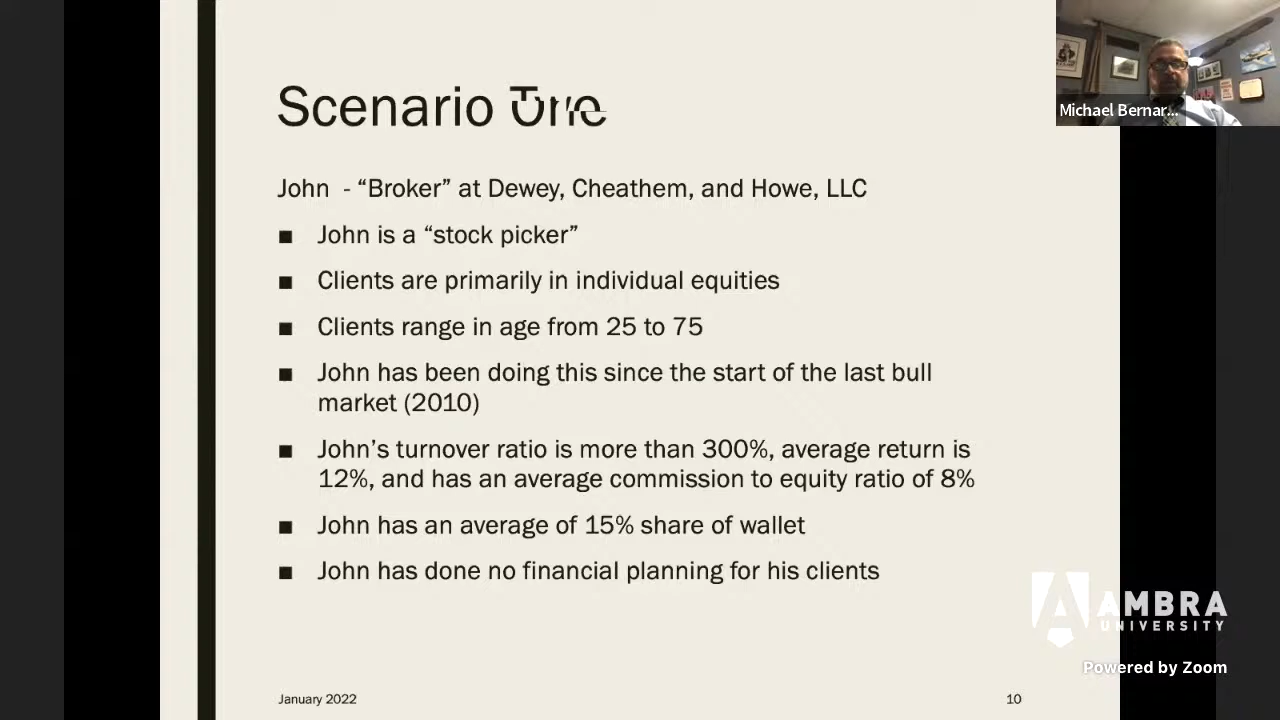 Scenario
John - “Broker” at Dewey, Cheathem, and Howe, LLC
■ John is a “stock picker”
■ Clients are primarily in individual equities
■ Clients range in age from 25 to 75
■ John has been doing this since the start of the last bull
market (2010)
■ John’s turnover ratio is more than 300%, average return is
12%, and has an average commission to equity ratio of 8%
■ John has an average of 15% share of wallet
■ John has done no financial planning for his clients
January 2022
10
Michael Bernar...
AMBRA
UNIVERSITY
Powered by Zoom